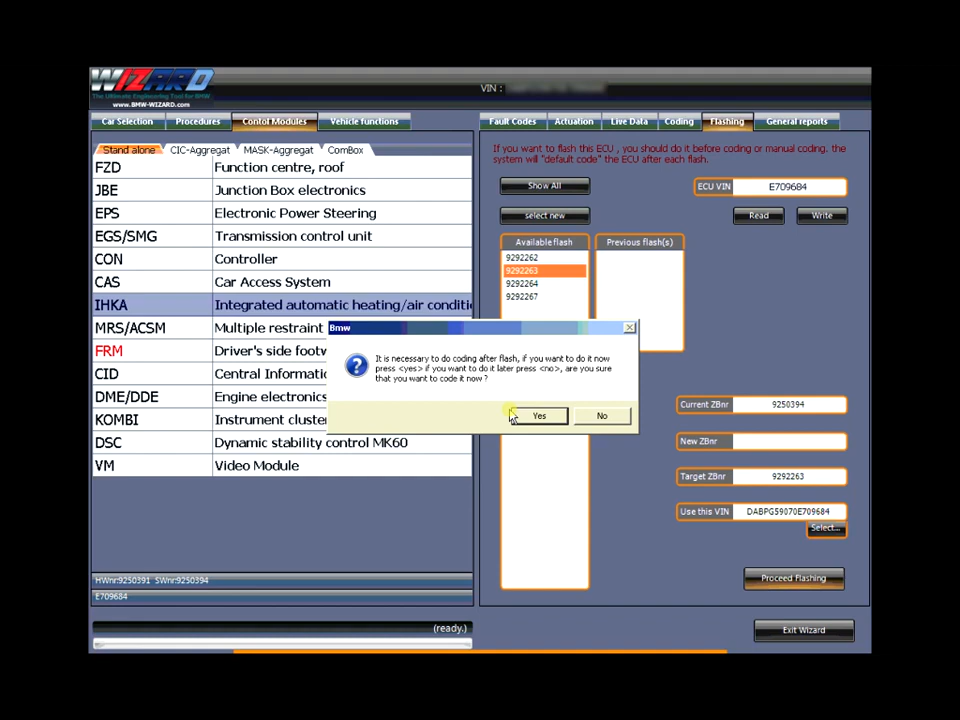 WIZARD
The Ultimate Engineering Tool for BMW
www.BMW-WIZARD.com
VIN :
Car Selection
Procedures
Contol Modules
Vehicle functions
Fault Codes
Actuation
Live Data
Coding
Flashing
General reports
Stand alone
CIC-Aggregat
MASK-Aggregat
ComBox
FZD Function centre, roof
JBE Junction Box electronics
EPS Electronic Power Steering
EGS/SMG Transmission control unit
CON Controller
CAS Car Access System
IHKA Integrated automatic heating/air conditi
MRS/ACSM Multiple restraint
FRM Driver's side footw
CID Central Informati
DME/DDE Engine electronics
KOMBI Instrument cluster
DSC Dynamic stability control MK60
VM Video Module
HWnr:9250391 SWnr:9250394
E709684
(ready.)
If you want to flash this ECU , you should do it before coding or manual coding. the
system will "default code" the ECU after each flash.
Show All
ECU VIN E709684
select new
Read
Write
Available flash
Previous flash(s)
9292262
9292263
9292264
9292267
Bmw
It is necessary to do coding after flash, if you want to do it now
press <yes> if you want to do it later press <no>, are you sure
that you want to code it now ?
Yes
No
Current ZBnr 9250394
New ZBnr
Target ZBnr 9292263
Use this VIN DABPG59070E709684
Select...
Proceed Flashing
Exit Wizard